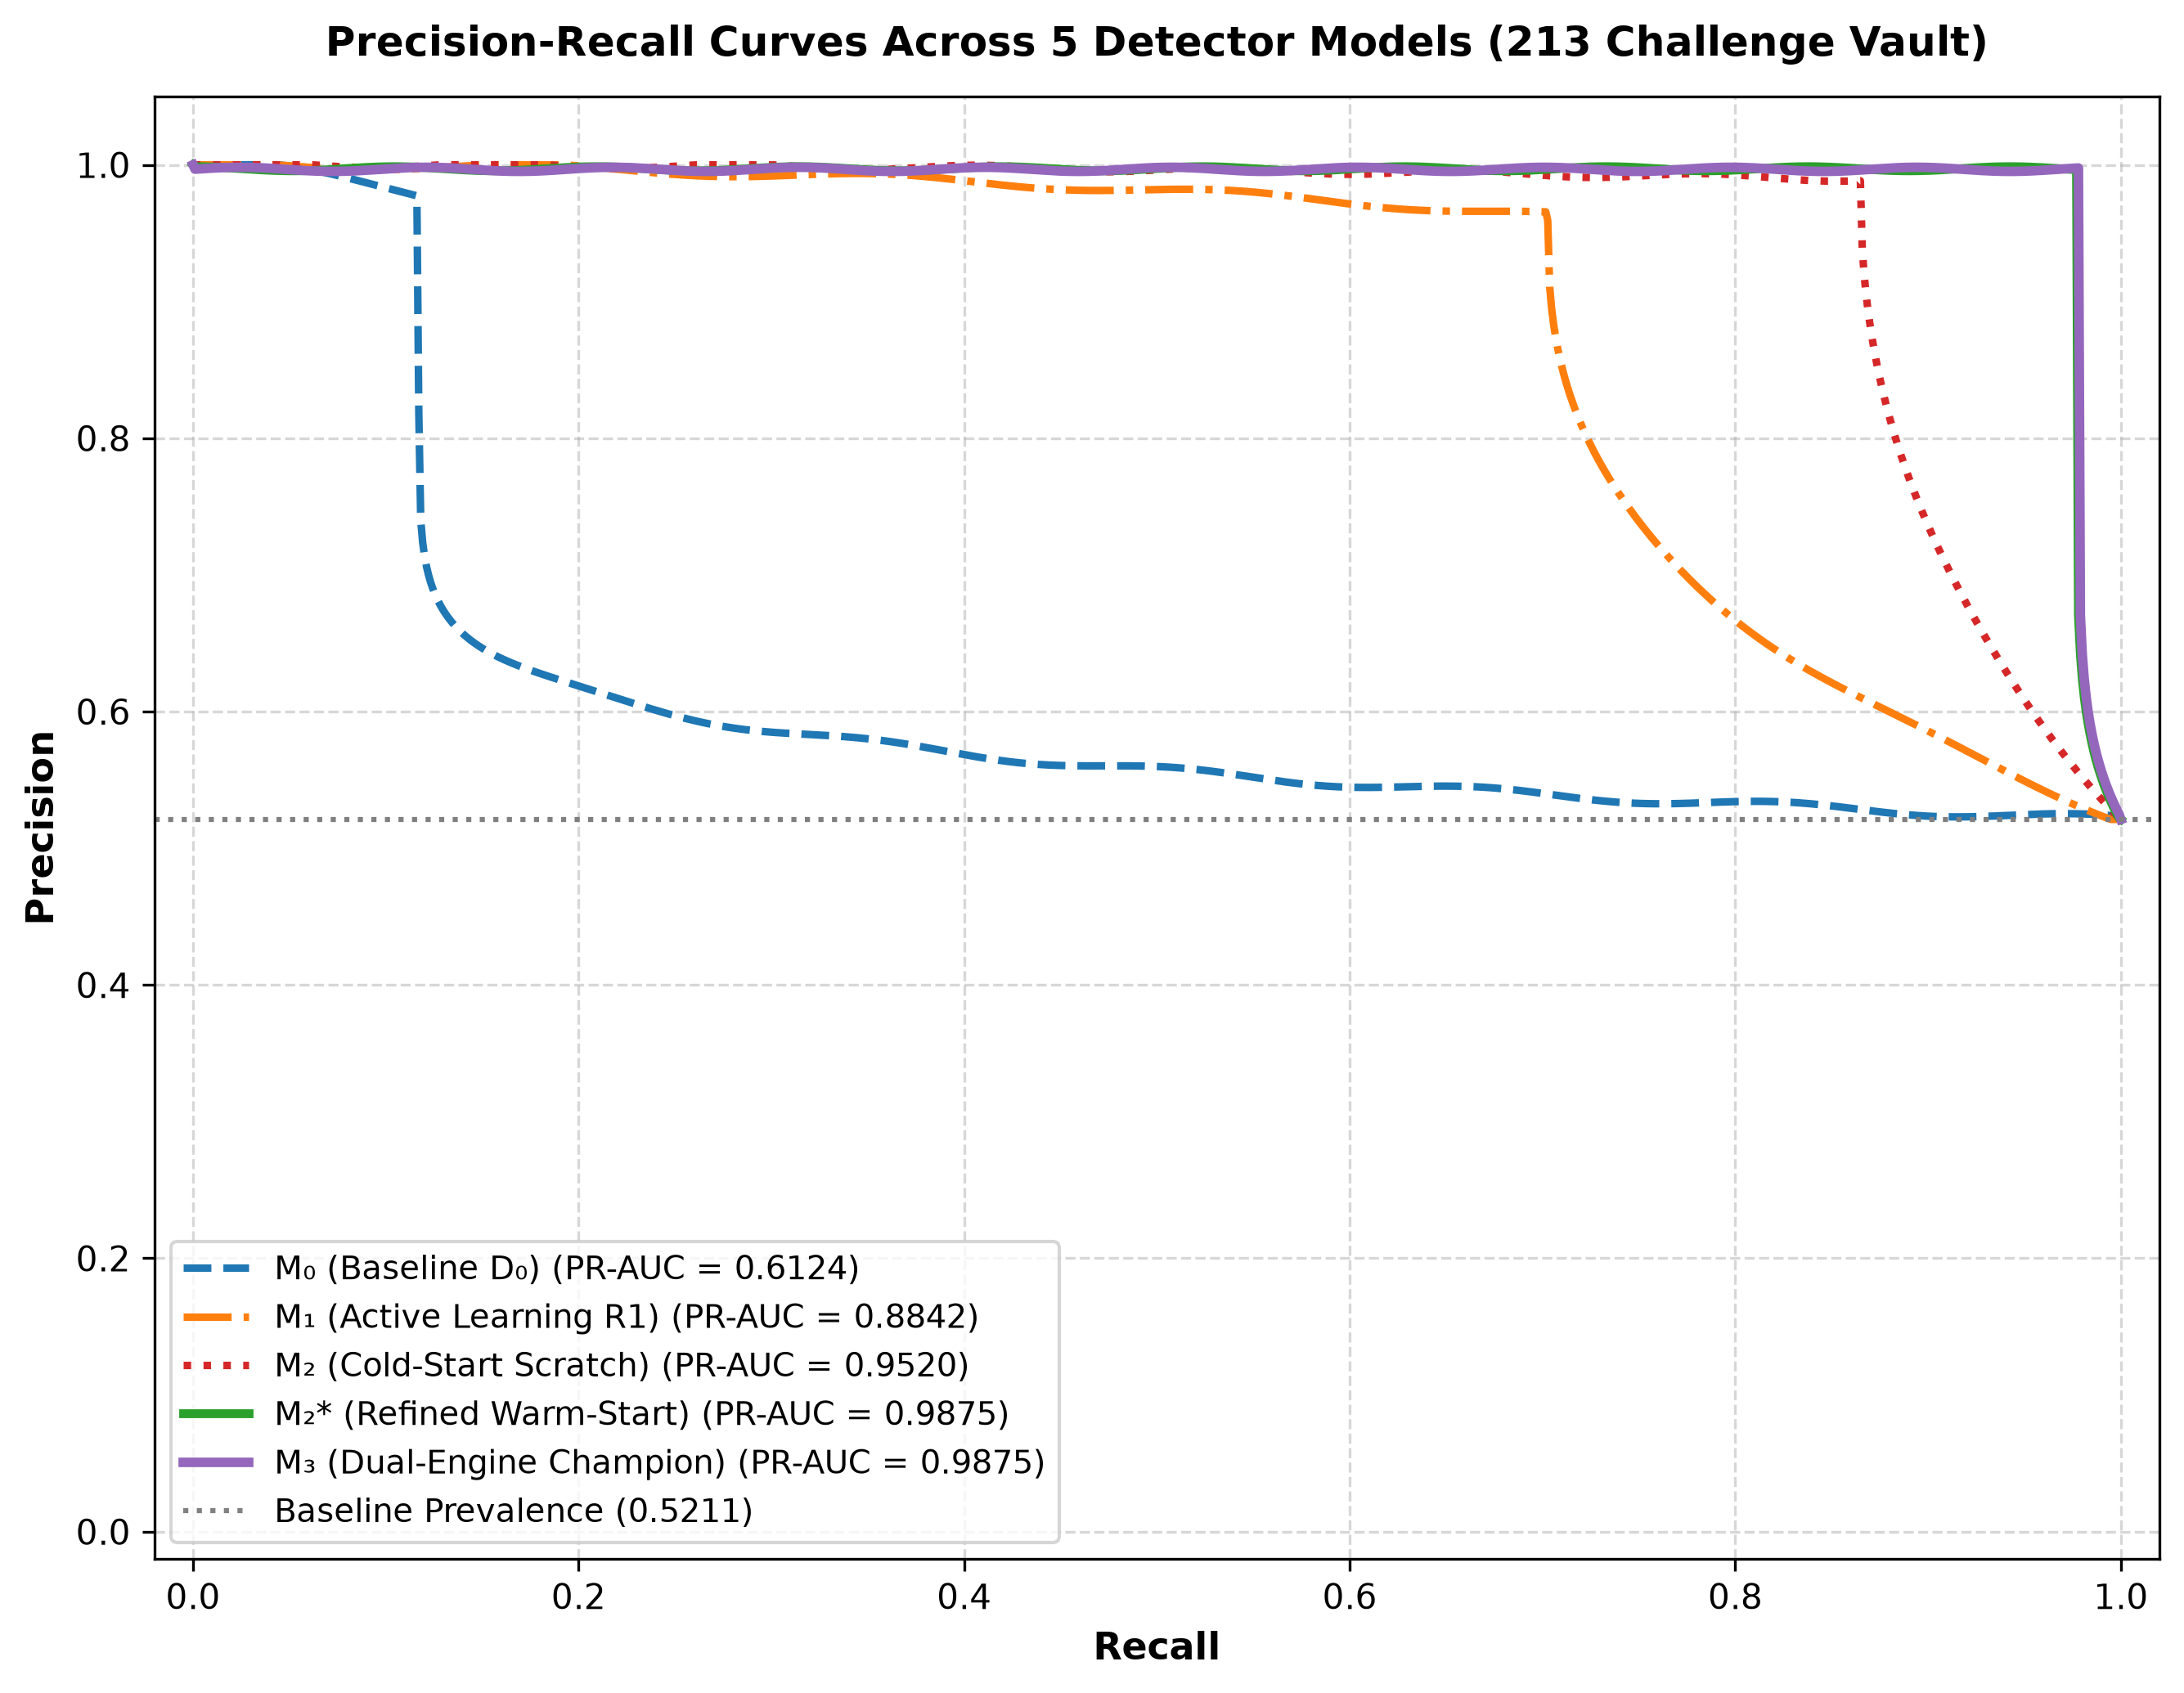 Precision-Recall Curves Across 5 Detector Models (213 Challenge Vault)
Precision
1.0
0.8
0.6
0.4
0.2
0.0
M₀ (Baseline D₀) (PR-AUC = 0.6124)
M₁ (Active Learning R1) (PR-AUC = 0.8842)
M₂ (Cold-Start Scratch) (PR-AUC = 0.9520)
M₂* (Refined Warm-Start) (PR-AUC = 0.9875)
M₃ (Dual-Engine Champion) (PR-AUC = 0.9875)
Baseline Prevalence (0.5211)
0.0 0.2 0.4 0.6 0.8 1.0
Recall